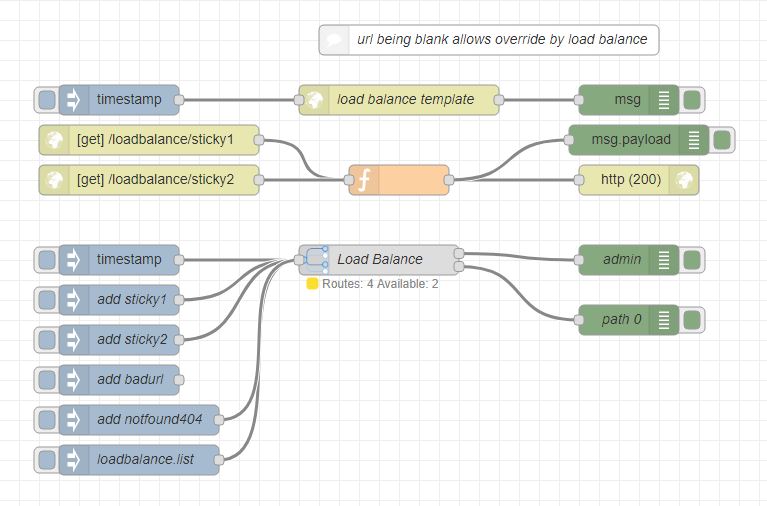 url being blank allows override by load balance
timestamp
load balance template
msg
[get] /loadbalance/sticky1
msg.payload
[get] /loadbalance/sticky2
http (200)
timestamp
Load Balance
admin
Routes: 4 Available: 2
add sticky1
path 0
add sticky2
add badurl
add notfound404
loadbalance.list